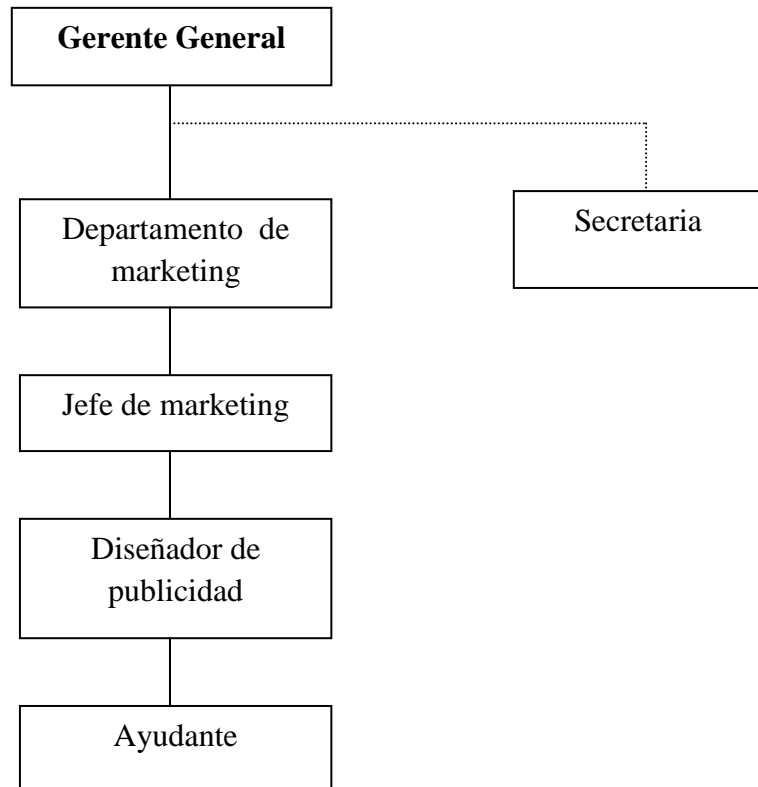 Gerente General
Departamento de
marketing
Secretaria
Jefe de marketing
Diseñador de
publicidad
Ayudante